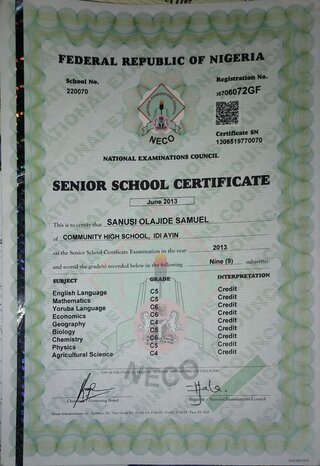 FEDERAL REPUBLIC OF NIGERIA
School No. Registration No.
220070 30706072GF
NECO
Certificate SN
1306519770070
NATIONAL EXAMINATIONS COUNCIL
SENIOR SCHOOL CERTIFICATE
June 2013
This is to certify that SANUSI OLAJIDE SAMUEL
of COMMUNITY HIGH SCHOOL, IDI AYIN
sat the Senior School Certificate Examination in the year 2013
and scored the grade(s) recorded below in the following Nine (9) subject(s).
SUBJECT GRADE INTERPRETATION
English Language C5 Credit
Mathematics C5 Credit
Yoruba Language C6 Credit
Economics C6 Credit
Geography C4 Credit
Biology C5 Credit
Chemistry C6 Credit
Physics C5 Credit
Agricultural Science C4 Credit
NECO
Chairman - Governing Board Registrar - National Examinations Council